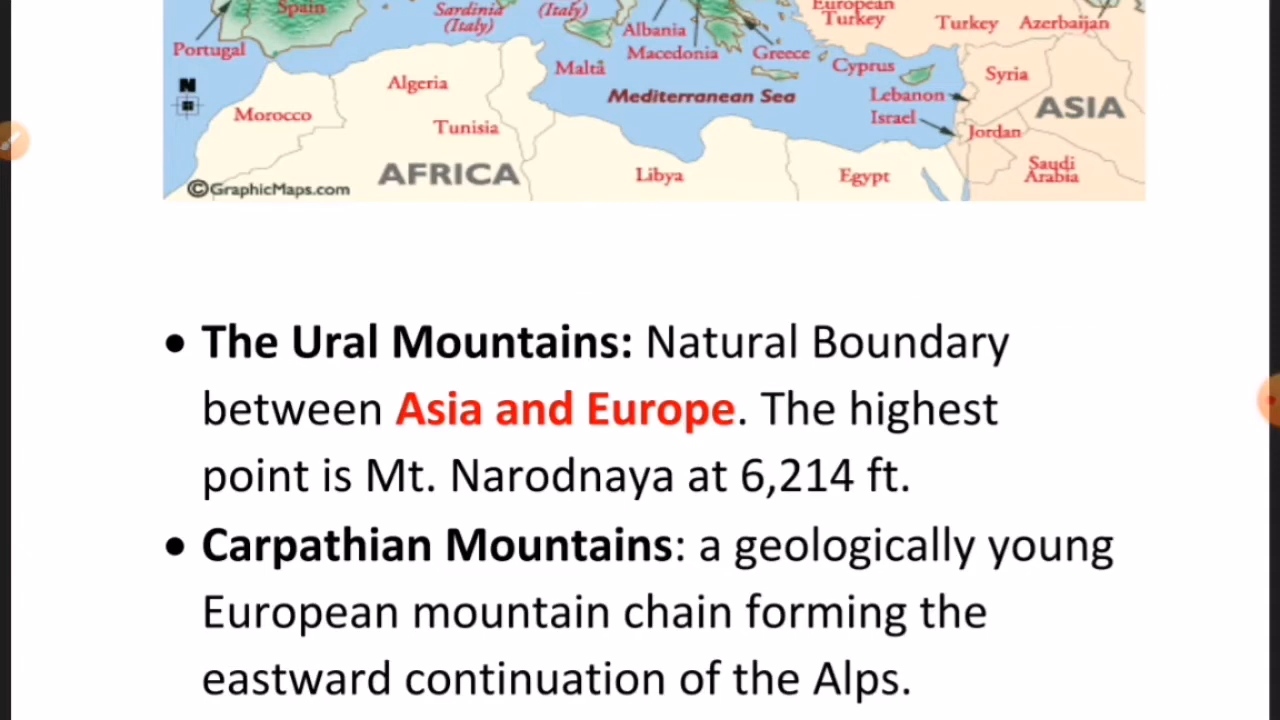 Spain
Sardinia
(Italy)
(Italy)
European
Turkey
Turkey
Azerbaijan
Portugal
Albania
Macedonia
Greece
Malta
Cyprus
Syria
N
Algeria
Lebanon
Mediterranean Sea
ASIA
Morocco
Israel
Tunisia
Jordan
AFRICA
Libya
Egypt
Saudi
Arabia
©GraphicMaps.com
• The Ural Mountains: Natural Boundary
between Asia and Europe. The highest
point is Mt. Narodnaya at 6,214 ft.
• Carpathian Mountains: a geologically young
European mountain chain forming the
eastward continuation of the Alps.